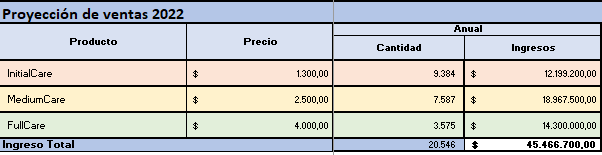 Proyección de ventas 2022
Producto Precio Anual
Cantidad Ingresos
InitialCare $ 1.300,00 9.384 $ 12.199.200,00
MediumCare $ 2.500,00 7.587 $ 18.967.500,00
FullCare $ 4.000,00 3.575 $ 14.300.000,00
Ingreso Total 20.546 $ 45.466.700,00